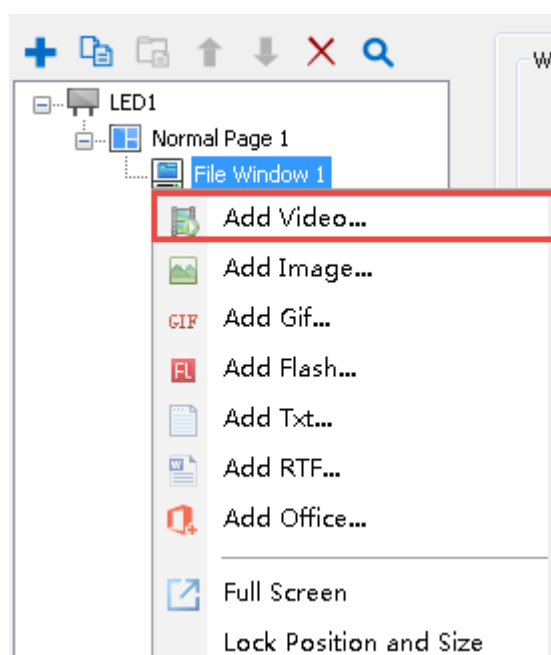 W
LED1
Normal Page 1
File Window 1
Add Video...
Add Image...
GIF Add Gif...
FL Add Flash...
Add Txt...
W Add RTF...
Add Office...
Full Screen
Lock Position and Size